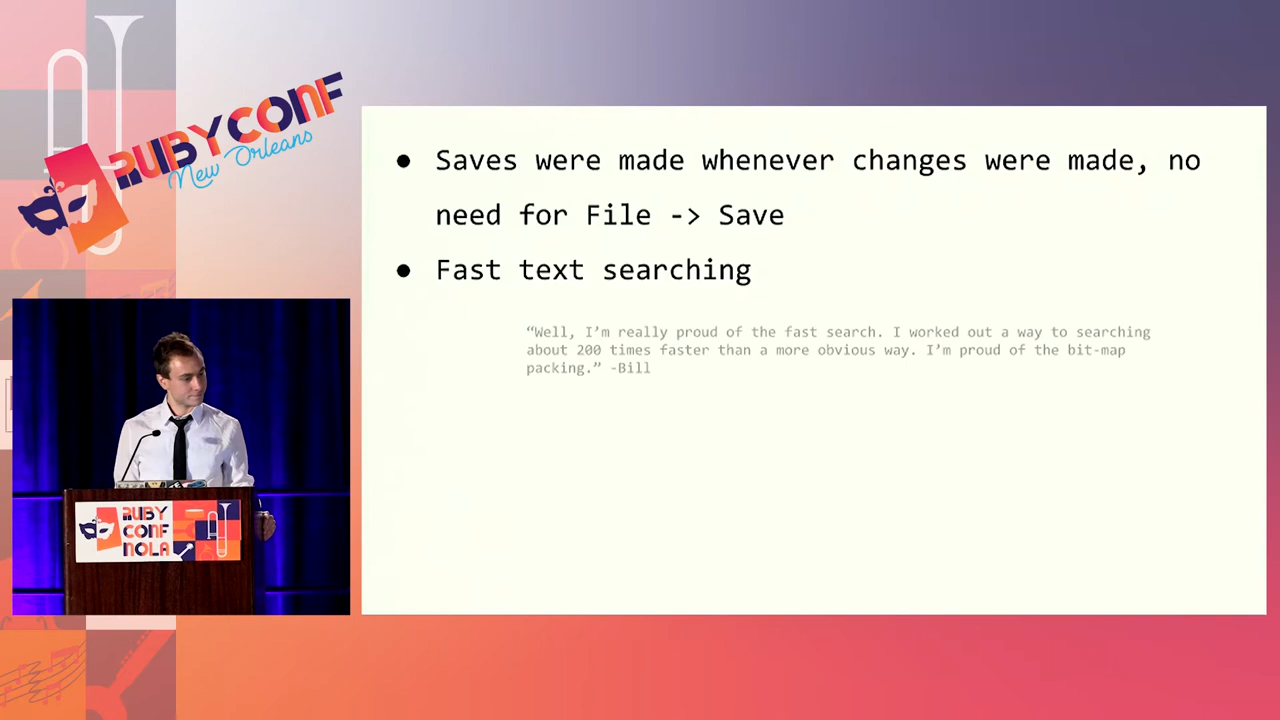 RUBYCONF
New Orleans
● Saves were made whenever changes were made, no
need for File -> Save
● Fast text searching
“Well, I’m really proud of the fast search. I worked out a way to searching
about 200 times faster than a more obvious way. I’m proud of the bit-map
packing.” -Bill
RUBY
CONF
NOLA